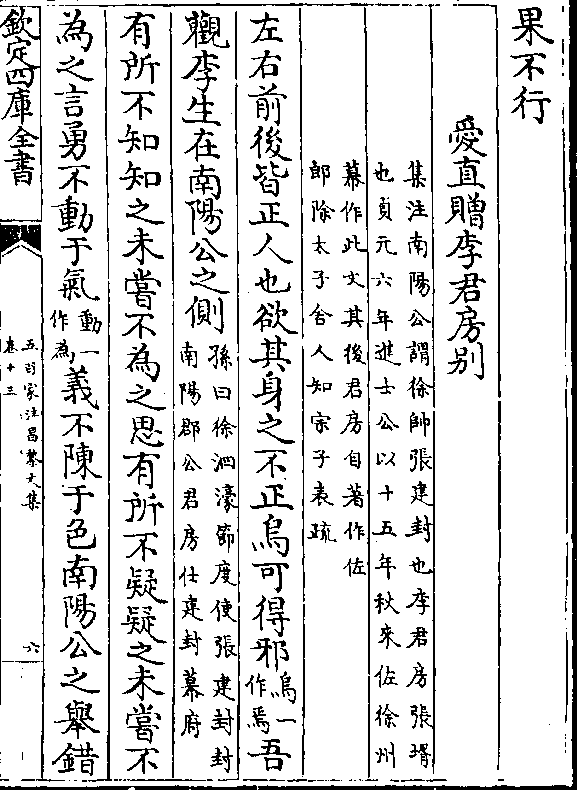 果不行
愛直贈李君房别
集注南陽公謂徐帥張建封也李君房張壻
也貞元六年進士公以十五年秋来佐徐州
幕作此文其後君房自著作佐
郎除太子舍人知宗子表疏
左右前後皆正人也欲其身之不正烏可得邪烏一作焉吾
觀李生在南陽公之側孫曰徐泗濠節度使張建封封南陽郡公君房仕建封幕府
有所不知知之未嘗不為之思有所不疑疑之未嘗不
為之言勇不動于氣動一作為義不陳于色南陽公之舉錯
欽定四庫全書
五百家注昌黎文集
卷十三
六